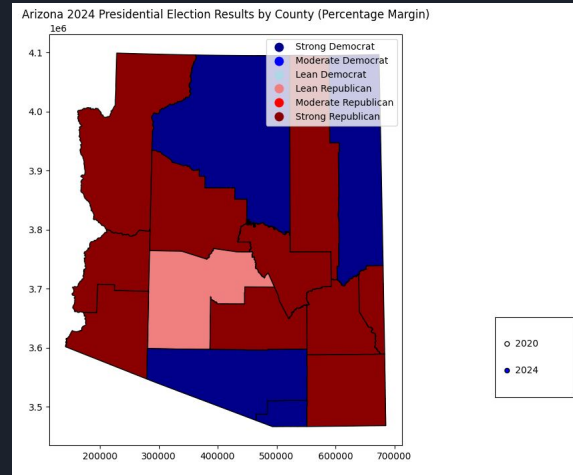 Arizona 2024 Presidential Election Results by County (Percentage Margin)
1e6
Strong Democrat
Moderate Democrat
Lean Democrat
Lean Republican
Moderate Republican
Strong Republican
4.1
4.0
3.9
3.8
3.7
3.6
3.5
200000 300000 400000 500000 600000 700000
2020
2024